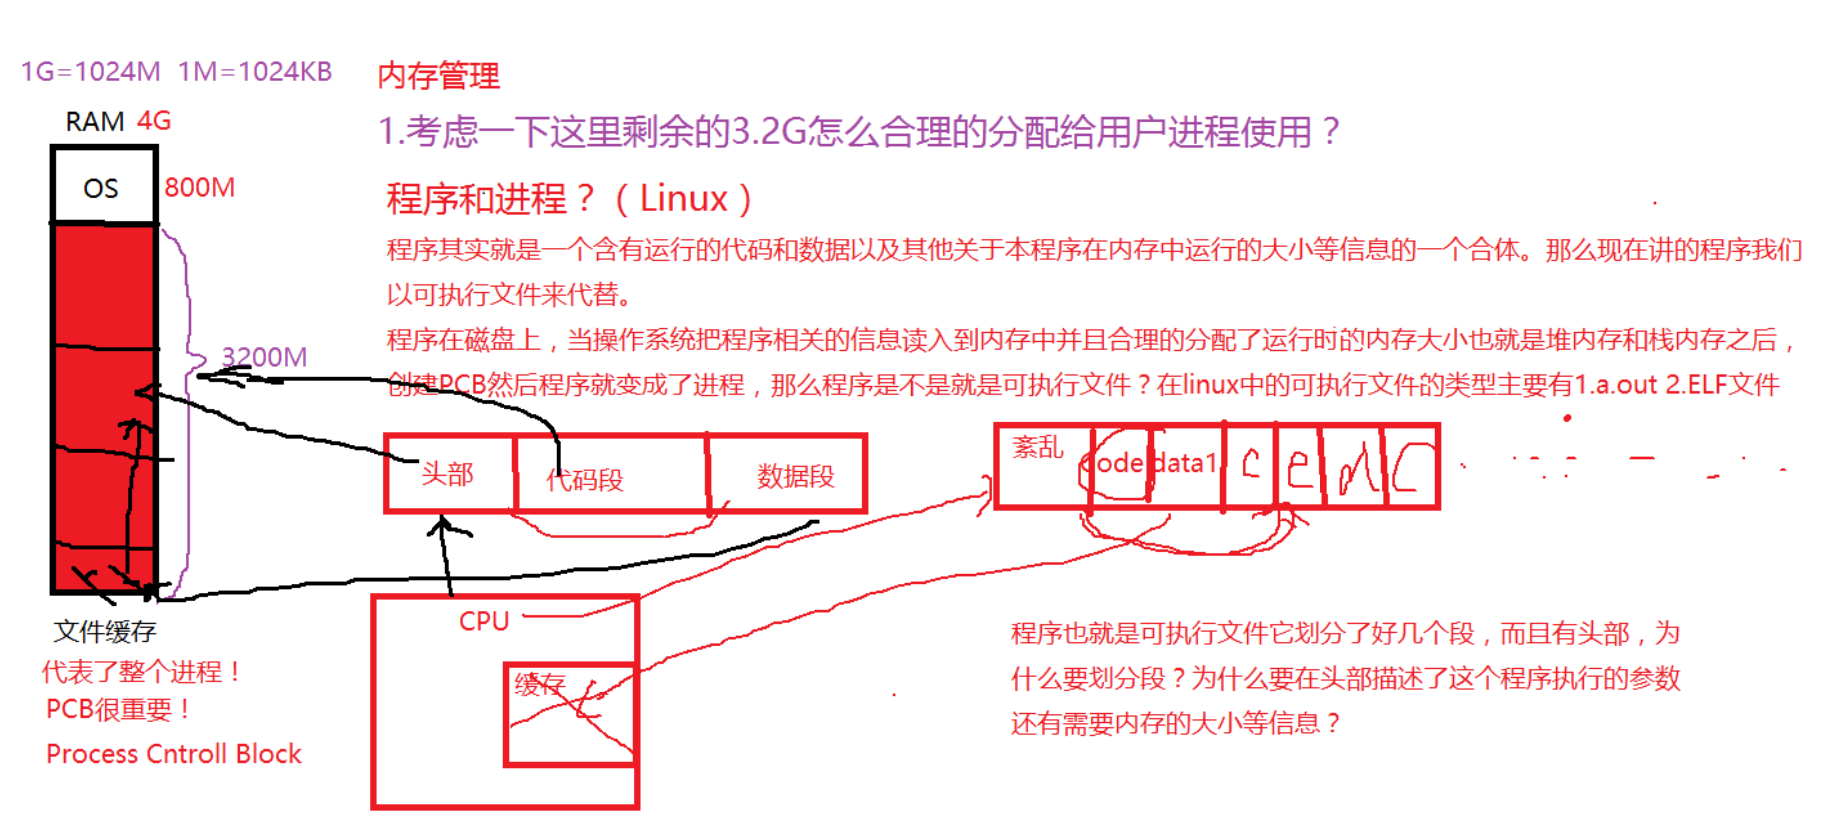 1G=1024M 1M=1024KB
内存管理
RAM 4G
1.考虑一下这里剩余的3.2G怎么合理的分配给用户进程使用？
OS
800M
程序和进程？（Linux）
程序其实就是一个含有运行的代码和数据以及其他关于本程序在内存中运行的大小等信息的一个合体。那么现在讲的程序我们
以可执行文件来代替。
程序在磁盘上，当操作系统把程序相关的信息读入到内存中并且合理的分配了运行时的内存大小也就是堆内存和栈内存之后，
3200M
创建PCB然后程序就变成了进程，那么程序是不是就是可执行文件？在linux中的可执行文件的类型主要有1.a.out 2.ELF文件
头部
代码段
数据段
紊乱
code
data1
c
e
d
C
CPU
缓存
文件缓存
代表了整个进程！
PCB很重要！
Process Cntroll Block
程序也就是可执行文件它划分了好几个段，而且有头部，为
什么要划分段？为什么要在头部描述了这个程序执行的参数
还有需要内存的大小等信息？